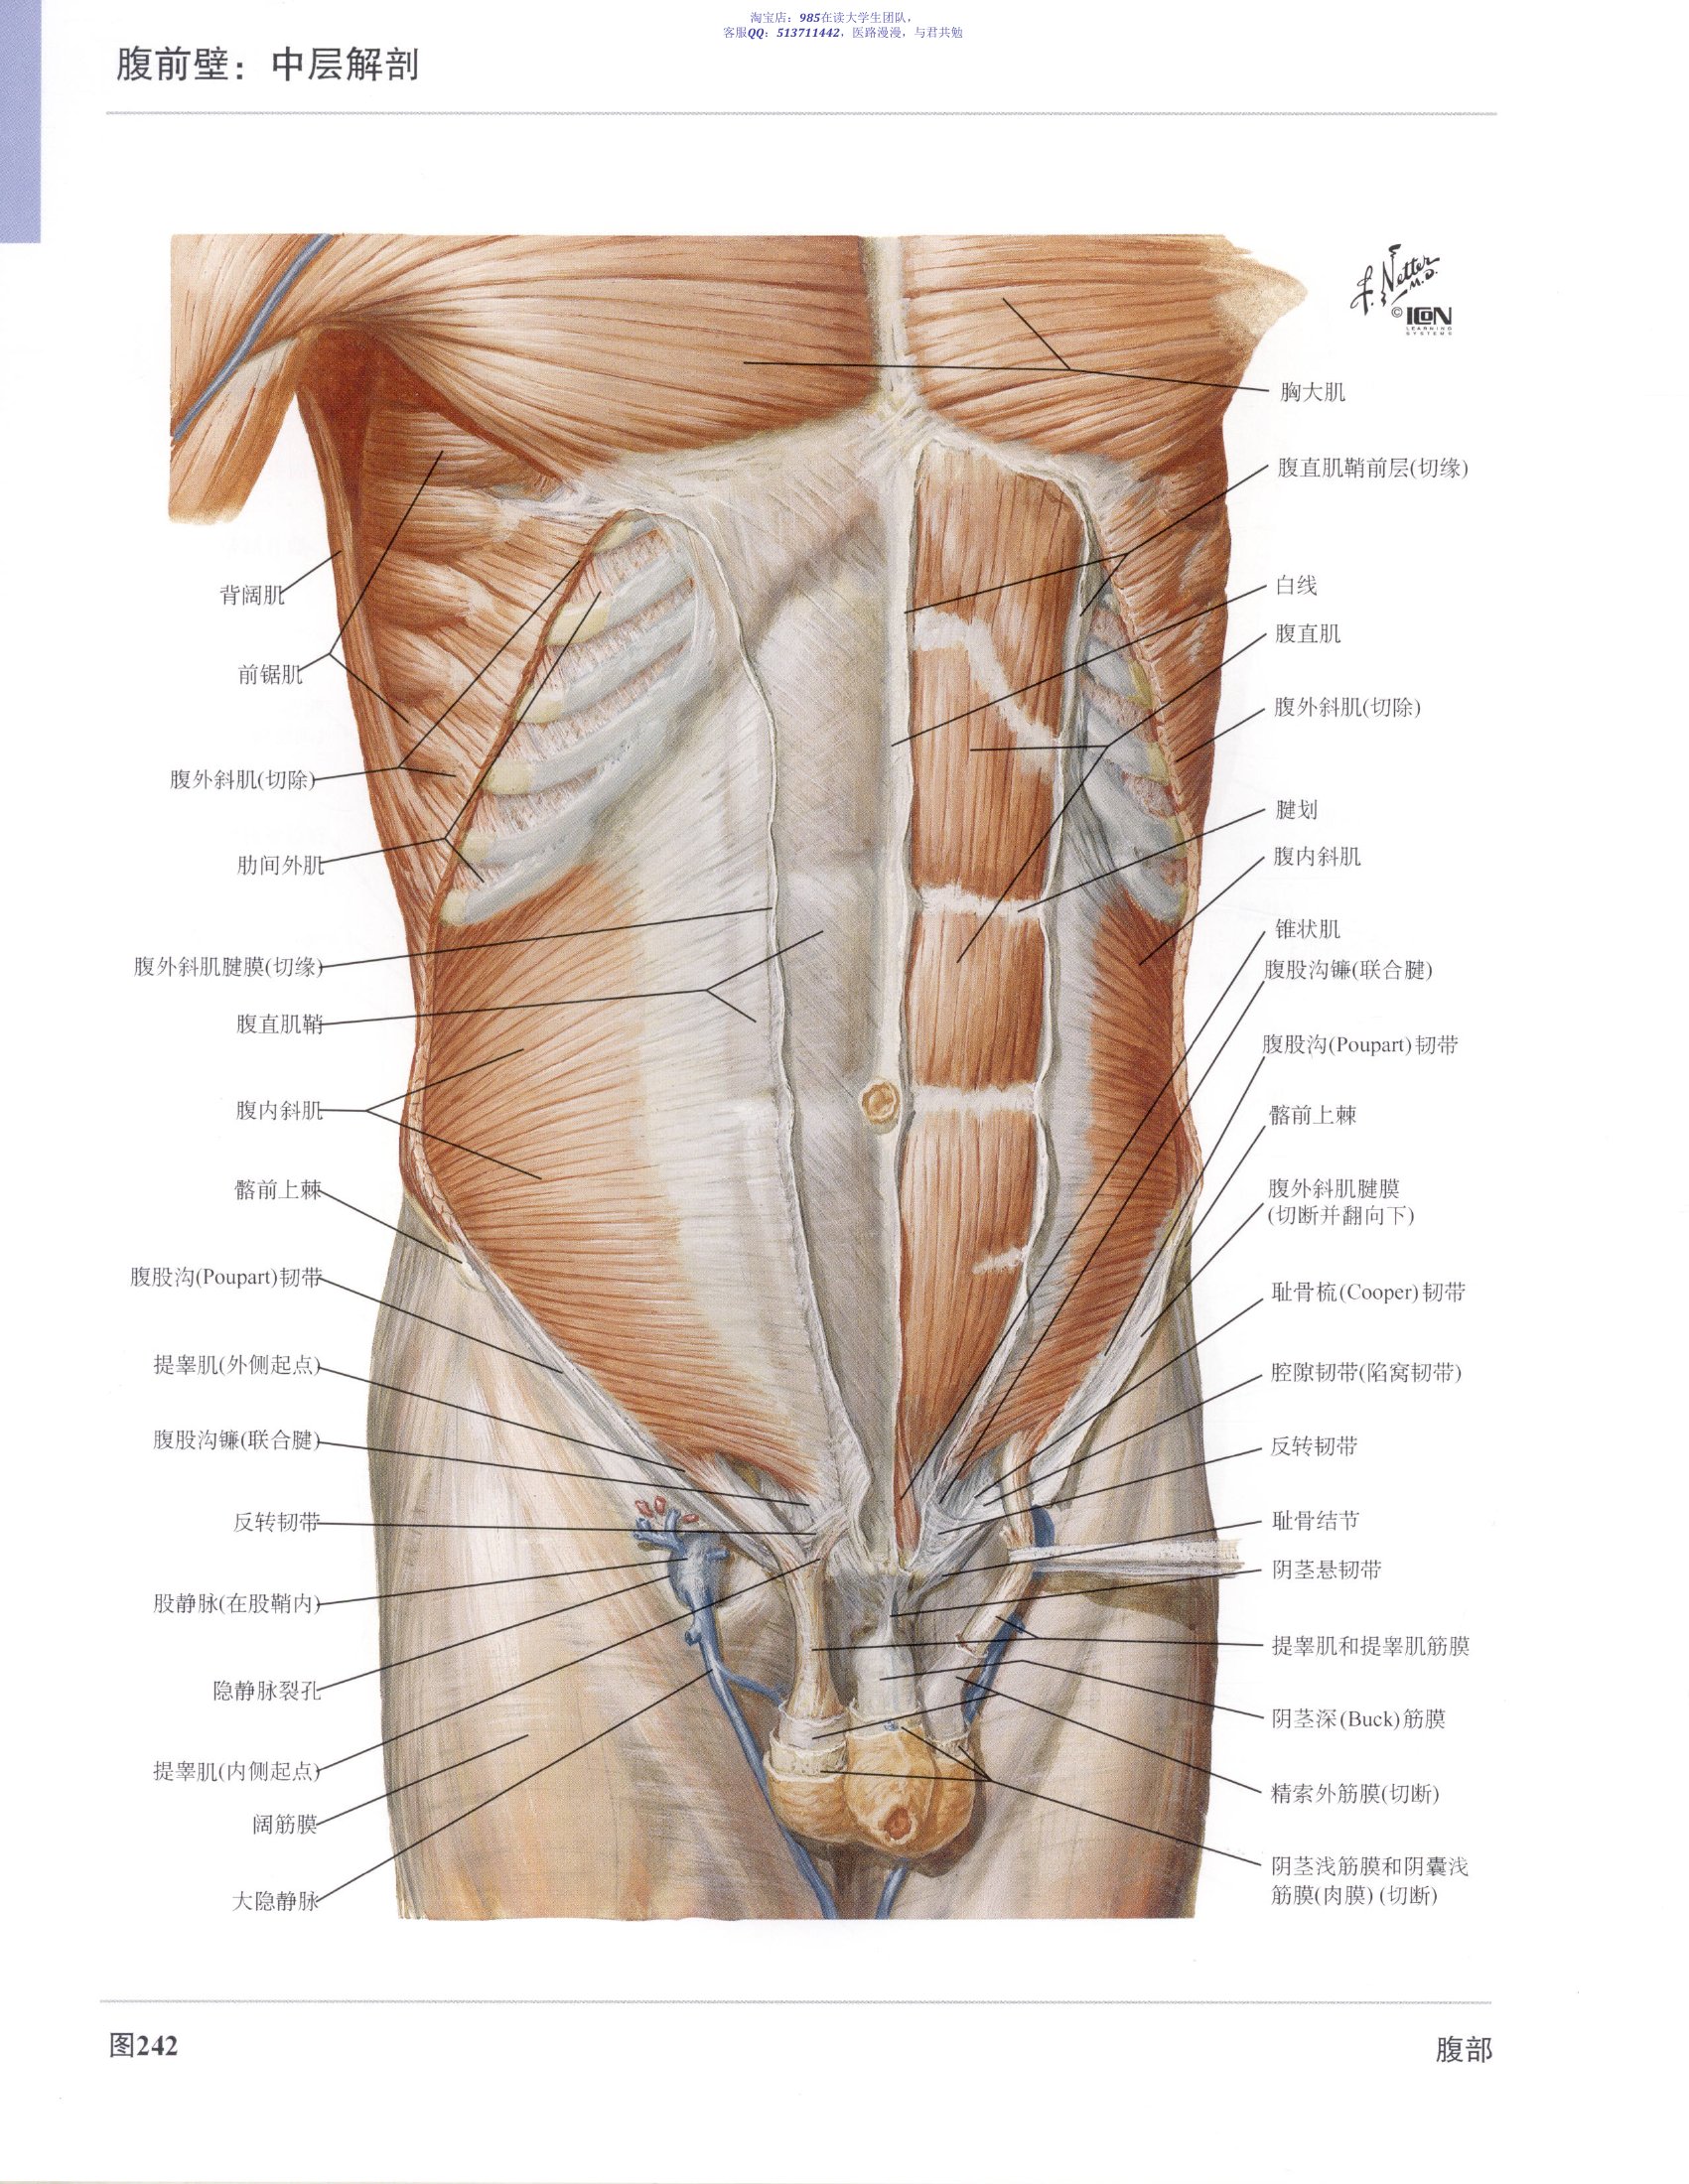 淘宝店：985在读大学生团队，
客服QQ：513711442，医路漫漫，与君共勉
腹前壁：中层解剖
F. Netter
M.D.
© ICON
LEARNING
SYSTEMS
胸大肌
腹直肌鞘前层(切缘)
白线
腹直肌
腹外斜肌(切除)
腱划
腹内斜肌
锥状肌
腹股沟镰(联合腱)
腹股沟(Poupart)韧带
髂前上棘
腹外斜肌腱膜
(切断并翻向下)
耻骨梳(Cooper)韧带
腔隙韧带(陷窝韧带)
反转韧带
耻骨结节
阴茎悬韧带
提睾肌和提睾肌筋膜
阴茎深(Buck)筋膜
精索外筋膜(切断)
阴茎浅筋膜和阴囊浅
筋膜(肉膜)(切断)
背阔肌
前锯肌
腹外斜肌(切除)
肋间外肌
腹外斜肌腱膜(切缘)
腹直肌鞘
腹内斜肌
髂前上棘
腹股沟(Poupart)韧带
提睾肌(外侧起点)
腹股沟镰(联合腱)
反转韧带
股静脉(在股鞘内)
隐静脉裂孔
提睾肌(内侧起点)
阔筋膜
大隐静脉
图242
腹部